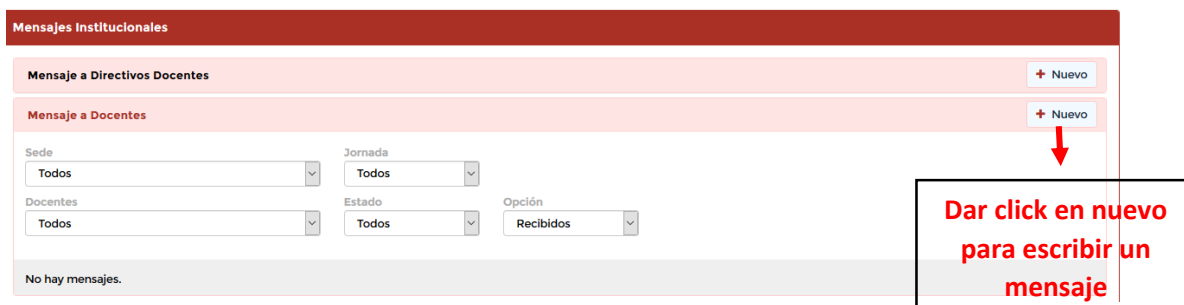 Mensajes Institucionales
Mensaje a Directivos Docentes
+ Nuevo
Mensaje a Docentes
+ Nuevo
Sede
Jornada
Todos
Todos
Docentes
Estado
Opción
Todos
Todos
Recibidos
No hay mensajes.
Dar click en nuevo
para escribir un
mensaje